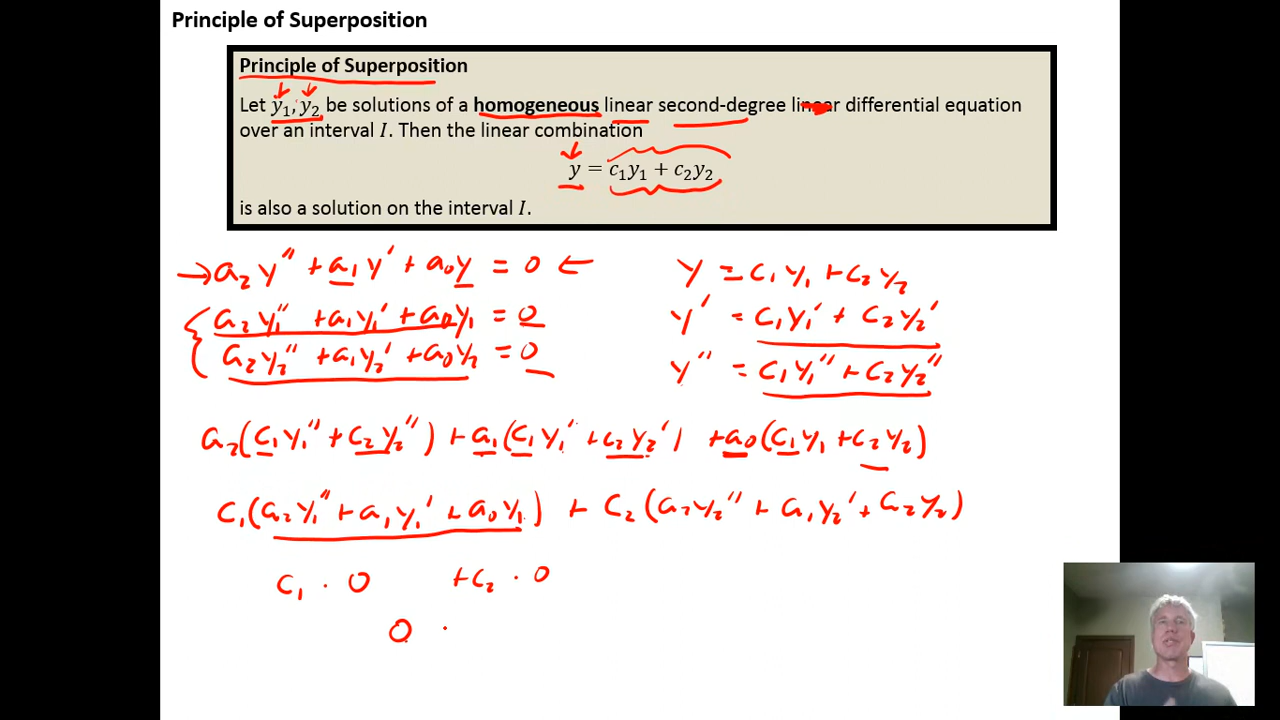 Principle of Superposition
Principle of Superposition
Let y₁, y₂ be solutions of a homogeneous linear second-degree linear differential equation
over an interval I. Then the linear combination
y = c₁y₁ + c₂y₂
is also a solution on the interval I.
→ a₂y'' + a₁y' + a₀y = 0 ←
a₂y₁'' + a₁y₁' + a₀y₁ = 0
a₂y₂'' + a₁y₂' + a₀y₂ = 0
y = c₁y₁ + c₂y₂
y' = c₁y₁' + c₂y₂'
y'' = c₁y₁'' + c₂y₂''
a₂(c₁y₁'' + c₂y₂'') + a₁(c₁y₁' + c₂y₂') + a₀(c₁y₁ + c₂y₂)
c₁(a₂y₁'' + a₁y₁' + a₀y₁) + c₂(a₂y₂'' + a₁y₂' + a₂y₂)
c₁ · 0 + c₂ · 0
0